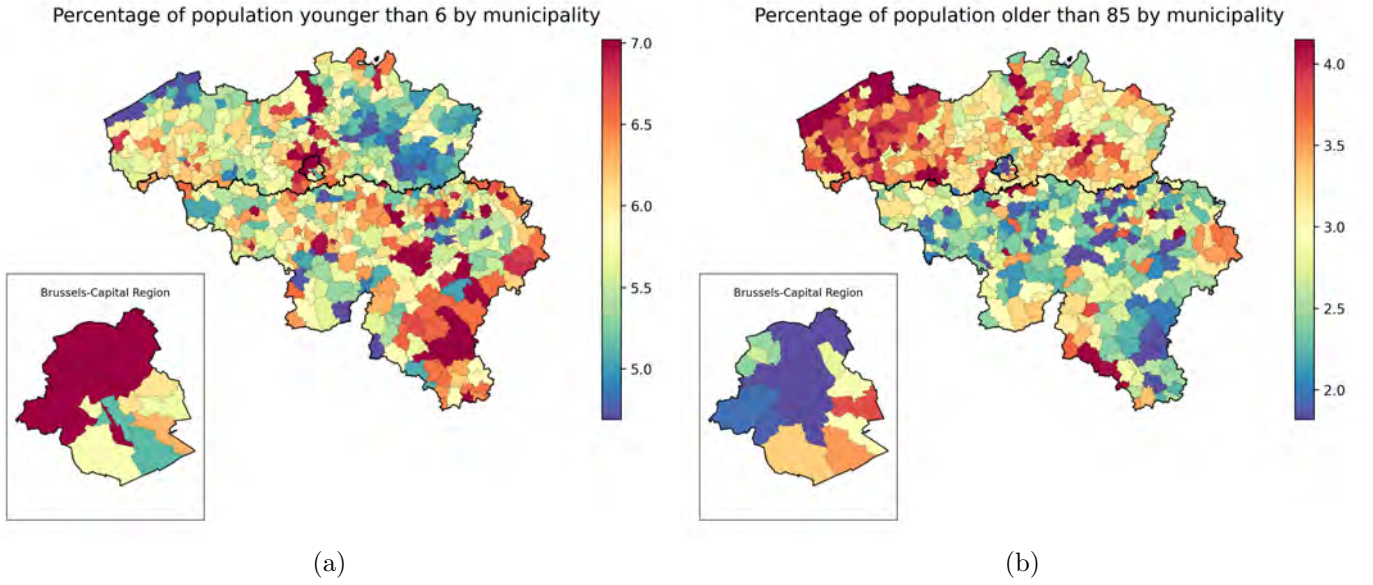 Percentage of population younger than 6 by municipality
7.0
6.5
6.0
5.5
5.0
Brussels-Capital Region
(a)
Percentage of population older than 85 by municipality
4.0
3.5
3.0
2.5
2.0
Brussels-Capital Region
(b)